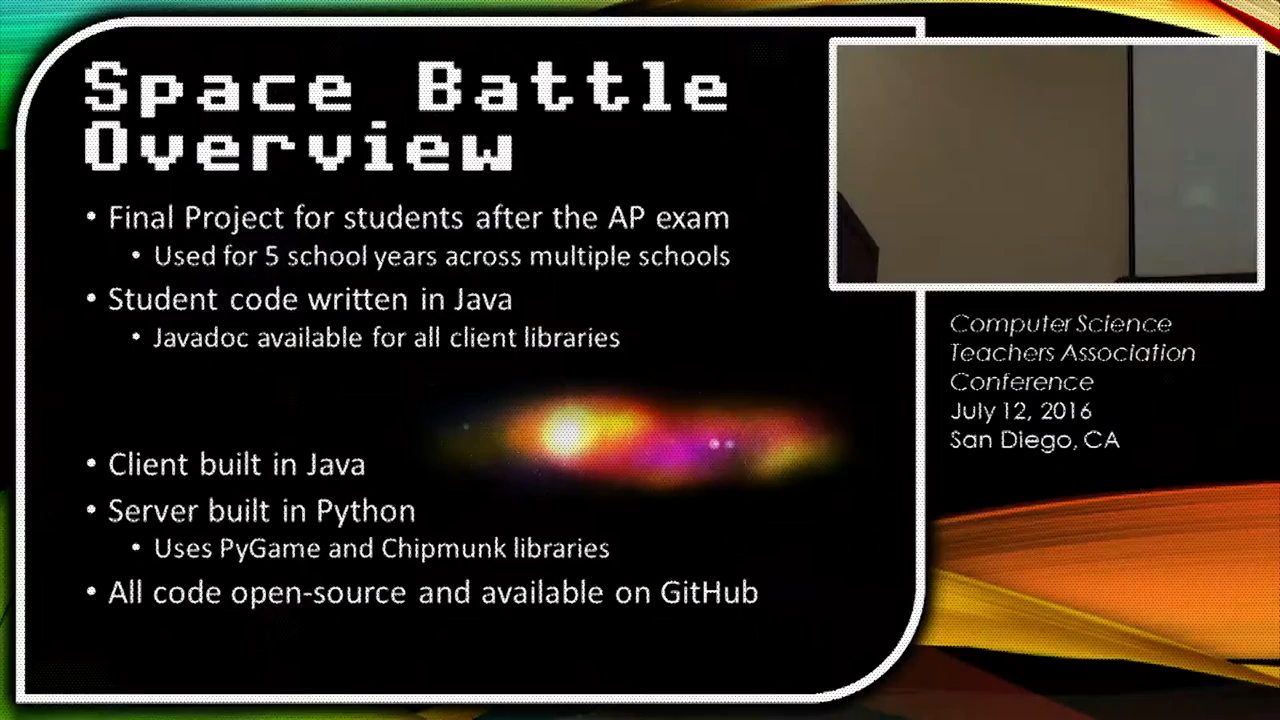 Space Battle
Overview
• Final Project for students after the AP exam
• Used for 5 school years across multiple schools
• Student code written in Java
• Javadoc available for all client libraries
• Client built in Java
• Server built in Python
• Uses PyGame and Chipmunk libraries
• All code open-source and available on GitHub
Computer Science
Teachers Association
Conference
July 12, 2016
San Diego, CA